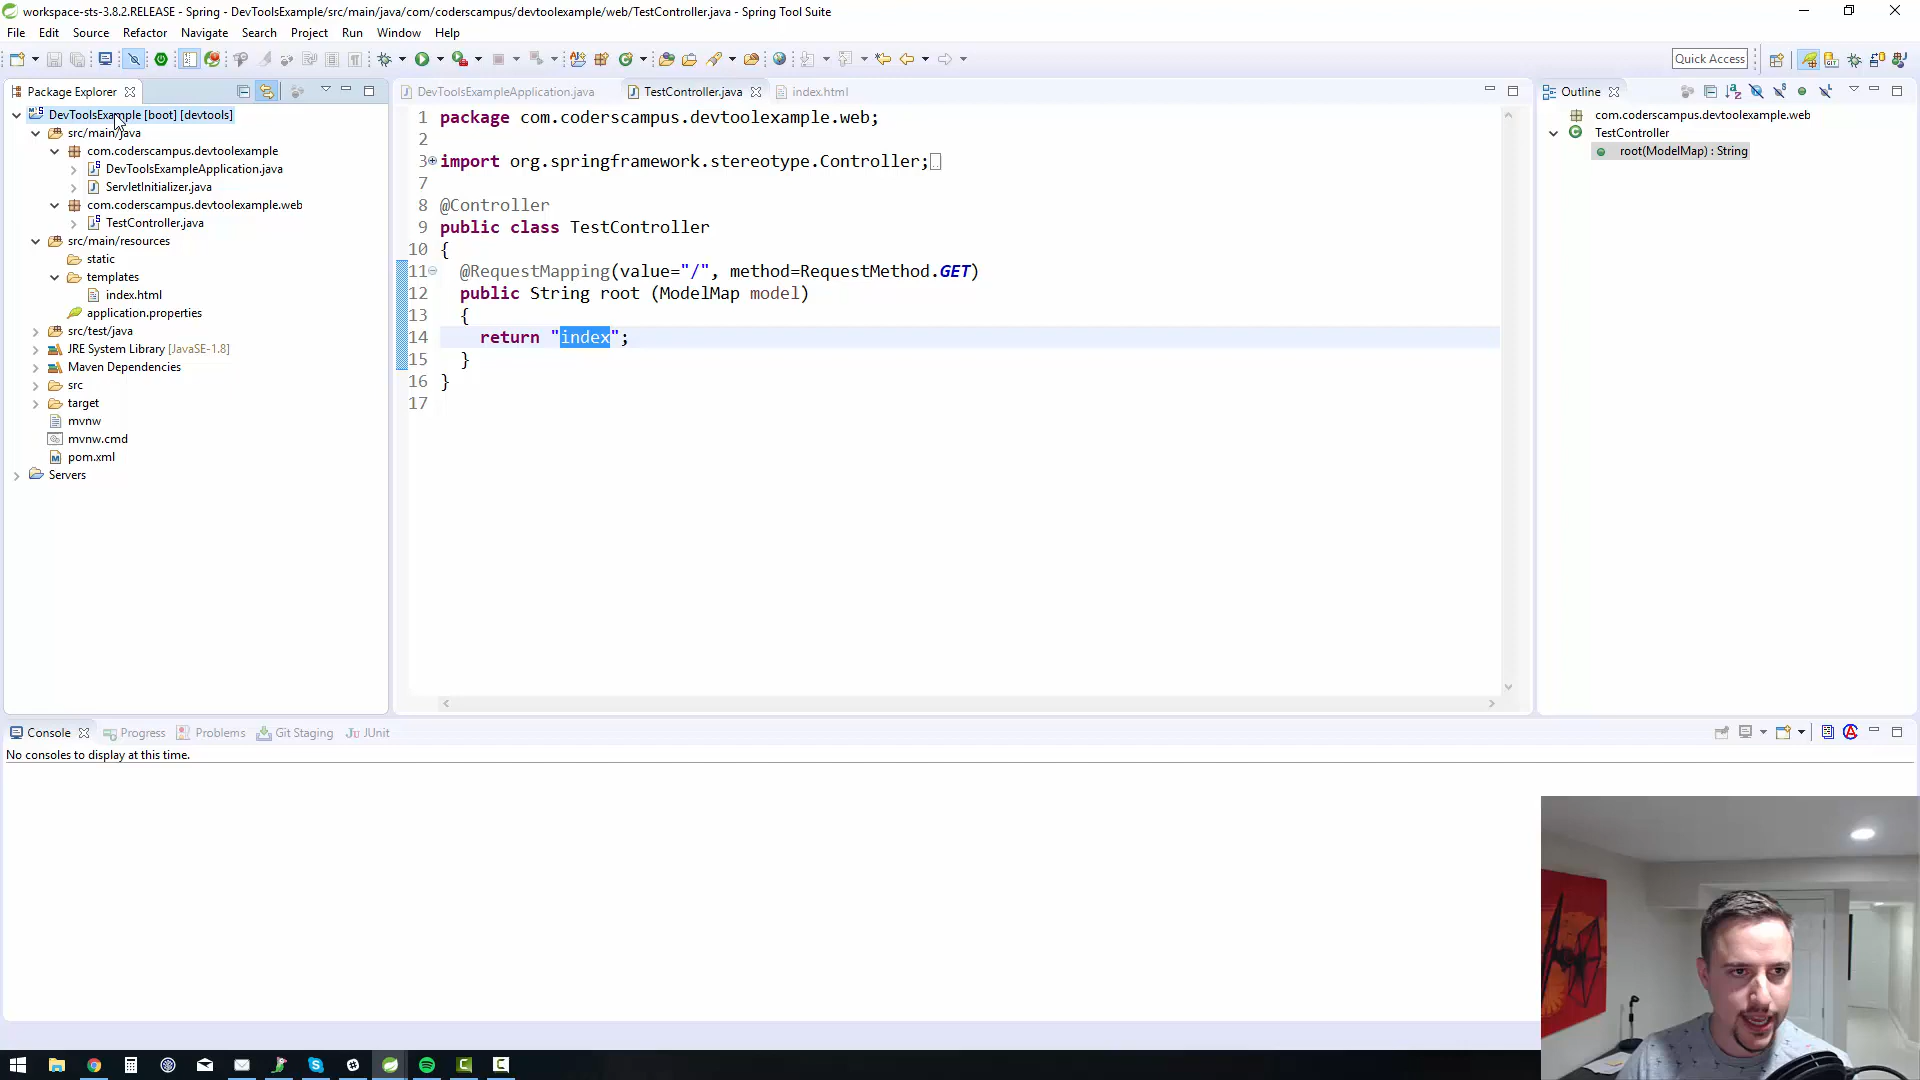 workspace-sts-3.8.2.RELEASE - Spring - DevToolsExample/src/main/java/com/coderscampus/devtoolexample/web/TestController.java - Spring Tool Suite
File Edit Source Refactor Navigate Search Project Run Window Help
Quick Access
Package Explorer
DevToolsExample [boot] [devtools]
src/main/java
com.coderscampus.devtoolexample
DevToolsExampleApplication.java
ServletInitializer.java
com.coderscampus.devtoolexample.web
TestController.java
src/main/resources
static
templates
index.html
application.properties
src/test/java
JRE System Library [JavaSE-1.8]
Maven Dependencies
src
target
mvnw
mvnw.cmd
pom.xml
Servers
DevToolsExampleApplication.java TestController.java index.html
1 package com.coderscampus.devtoolexample.web;
2
3 import org.springframework.stereotype.Controller;
7
8 @Controller
9 public class TestController
10 {
11 @RequestMapping(value="/", method=RequestMethod.GET)
12 public String root (ModelMap model)
13 {
14 return "index";
15 }
16 }
17
Outline
com.coderscampus.devtoolexample.web
TestController
root(ModelMap) : String
Console Progress Problems Git Staging JUnit
No consoles to display at this time.